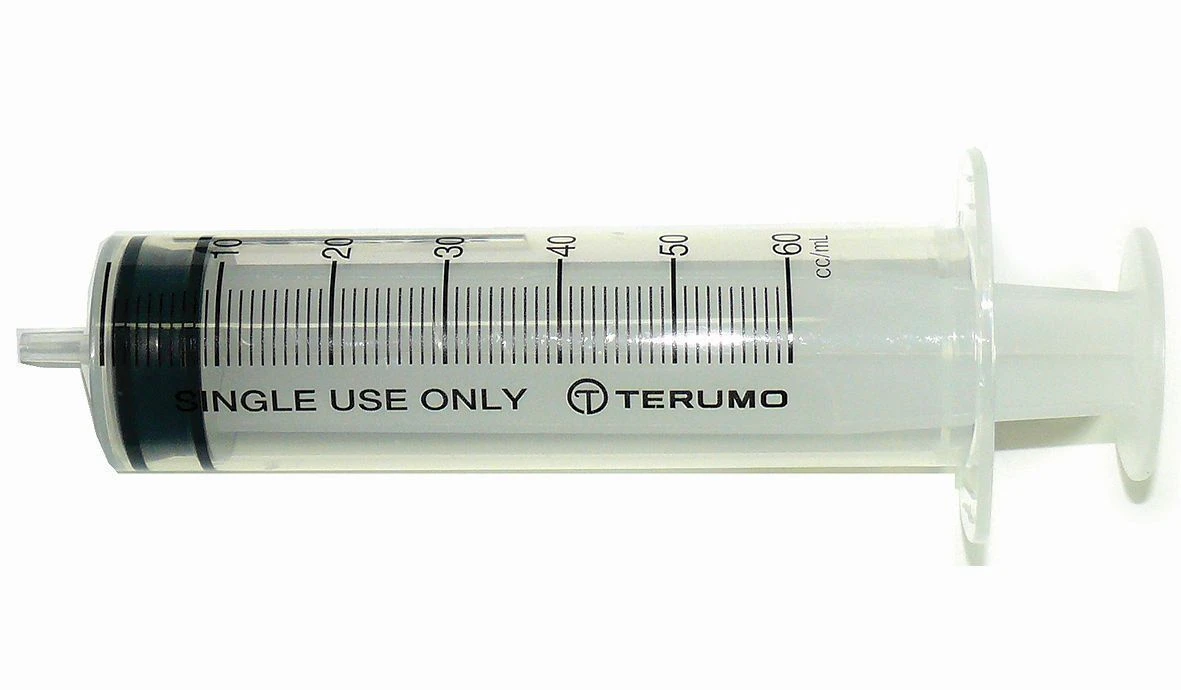 10 20 30 40 50 60
cc/mL
SINGLE USE ONLY TERUMO